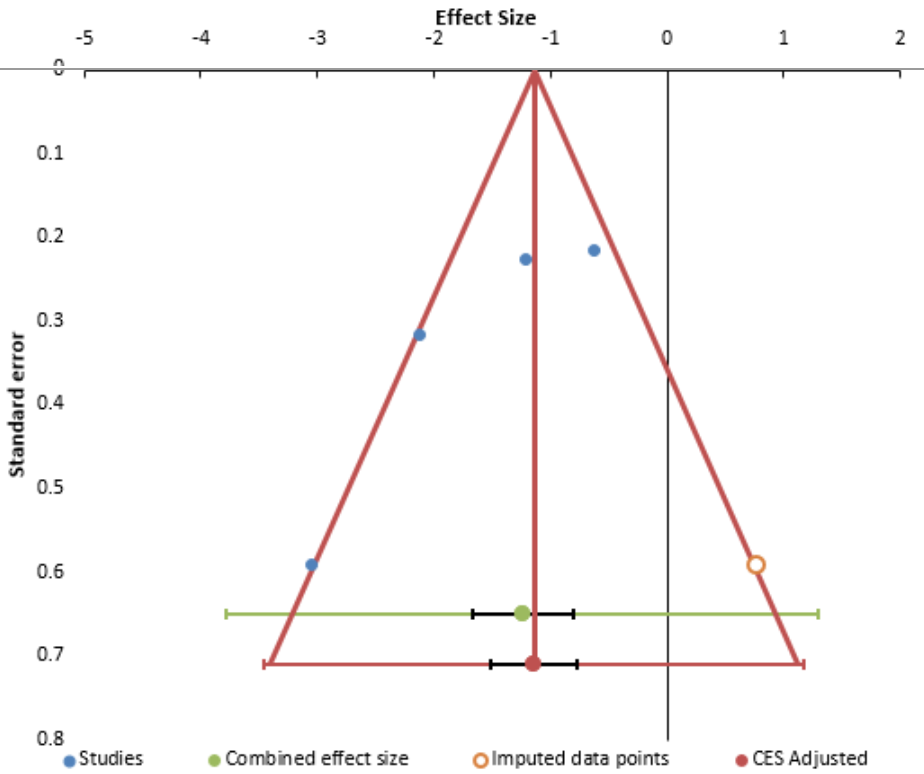 Effect Size
-5 -4 -3 -2 -1 0 1 2
0
0.1
0.2
0.3
0.4
0.5
0.6
0.7
0.8
Standard error
Studies Combined effect size Imputed data points CES Adjusted